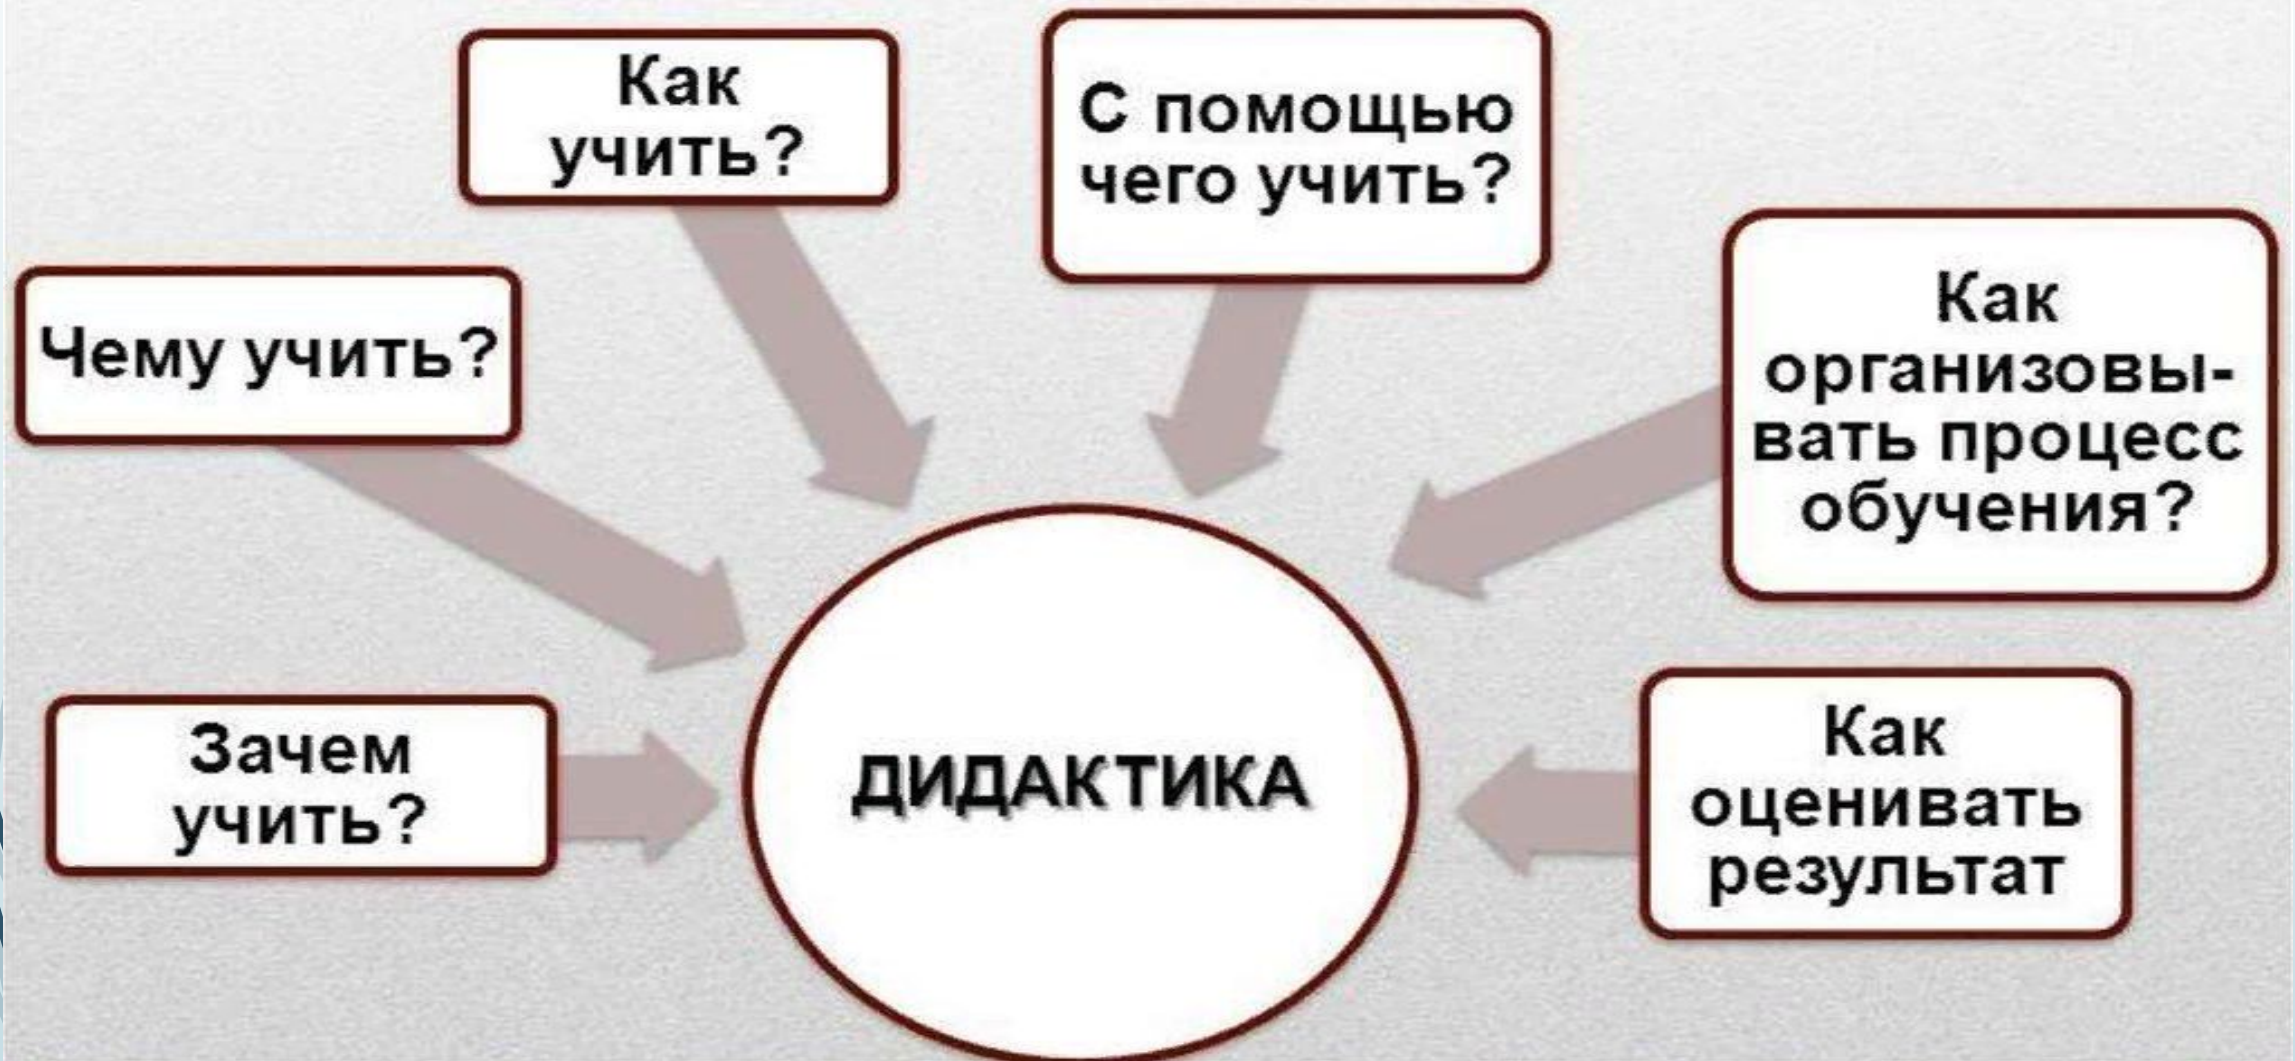 Как
учить?
С помощью
чего учить?
Чему учить?
Как
организовы-
вать процесс
обучения?
Зачем
учить?
ДИДАКТИКА
Как
оценивать
результат